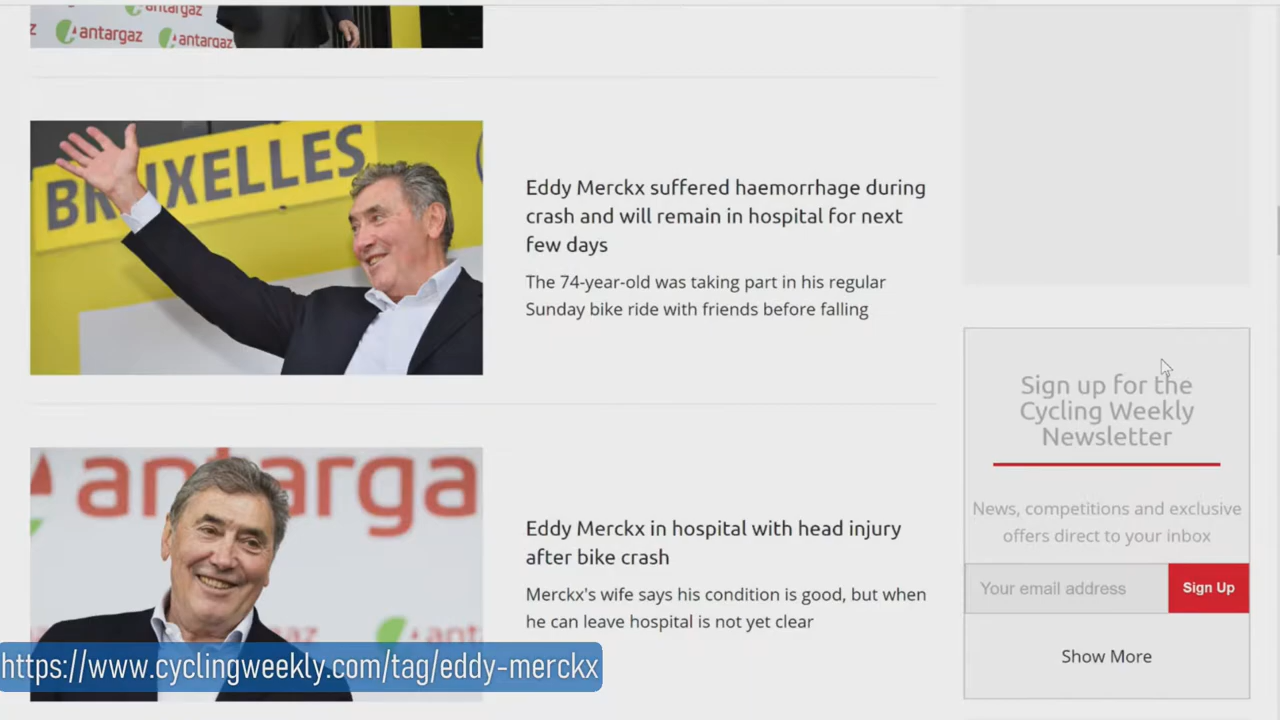 antargaz
antargaz
antargaz
BRUXELLES
Eddy Merckx suffered haemorrhage during
crash and will remain in hospital for next
few days
The 74-year-old was taking part in his regular
Sunday bike ride with friends before falling
antargaz
Eddy Merckx in hospital with head injury
after bike crash
Merckx's wife says his condition is good, but when
he can leave hospital is not yet clear
https://www.cyclingweekly.com/tag/eddy-merckx
Sign up for the
Cycling Weekly
Newsletter
News, competitions and exclusive
offers direct to your inbox
Your email address
Sign Up
Show More